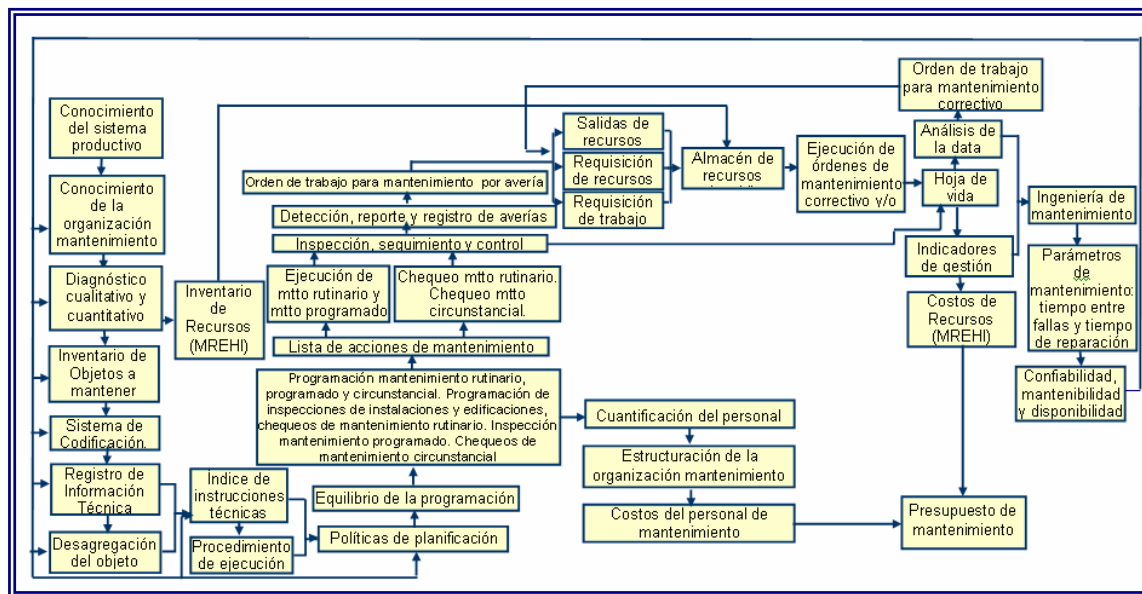 Conocimiento
del sistema
productivo
Conocimiento
de la
organización
mantenimiento
Diagnóstico
cualitativo y
cuantitativo
Inventario de
Objetos a
mantener
Sistema de
Codificación.
Registro de
Información
Técnica
Desagregación
del objeto
Inventario
de
Recursos
(MREHI)
Índice de
instrucciones
técnicas
Procedimiento
de ejecución
Políticas de planificación
Equilibrio de la programación
Programación mantenimiento rutinario,
programado y circunstancial. Programación de
inspecciones de instalaciones y edificaciones,
chequeos de mantenimiento rutinario. Inspección
mantenimiento programado. Chequeos de
mantenimiento circunstancial
Lista de acciones de mantenimiento
Ejecución de
mtto rutinario y
mtto programado
Chequeo mtto
rutinario.
Chequeo mtto
circunstancial.
Inspección, seguimiento y control
Detección, reporte y registro de averías
Orden de trabajo para mantenimiento por avería
Salidas de
recursos
Requisición
de recursos
Requisición
de trabajo
Almacén de
recursos
Ejecución de
órdenes de
mantenimiento
correctivo y/o
Orden de trabajo
para mantenimiento
correctivo
Análisis de
la data
Hoja de
vida
Indicadores
de gestión
Costos de
Recursos
(MREHI)
Ingeniería de
mantenimiento
Parámetros
de
mantenimiento:
tiempo entre
fallas y tiempo
de reparación
Confiabilidad,
mantenibilidad
y disponibilidad
Cuantificación del personal
Estructuración de la
organización mantenimiento
Costos del personal de
mantenimiento
Presupuesto de
mantenimiento